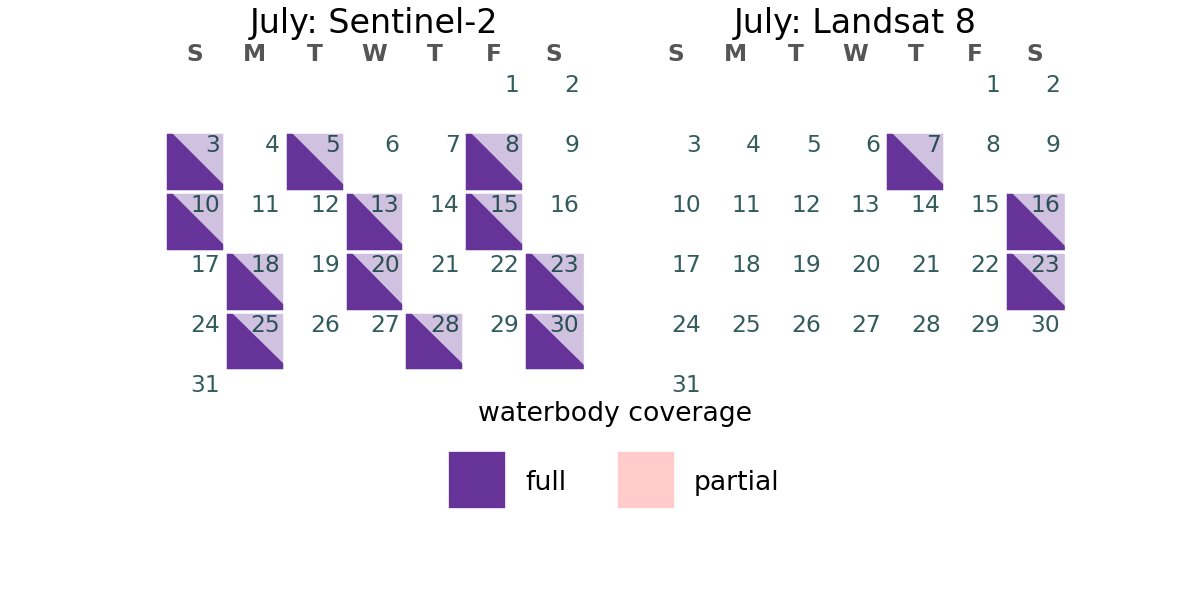 July: Sentinel-2
S M T W T F S
1 2
3 4 5 6 7 8 9
10 11 12 13 14 15 16
17 18 19 20 21 22 23
24 25 26 27 28 29 30
31
July: Landsat 8
S M T W T F S
1 2
3 4 5 6 7 8 9
10 11 12 13 14 15 16
17 18 19 20 21 22 23
24 25 26 27 28 29 30
31
waterbody coverage
full partial